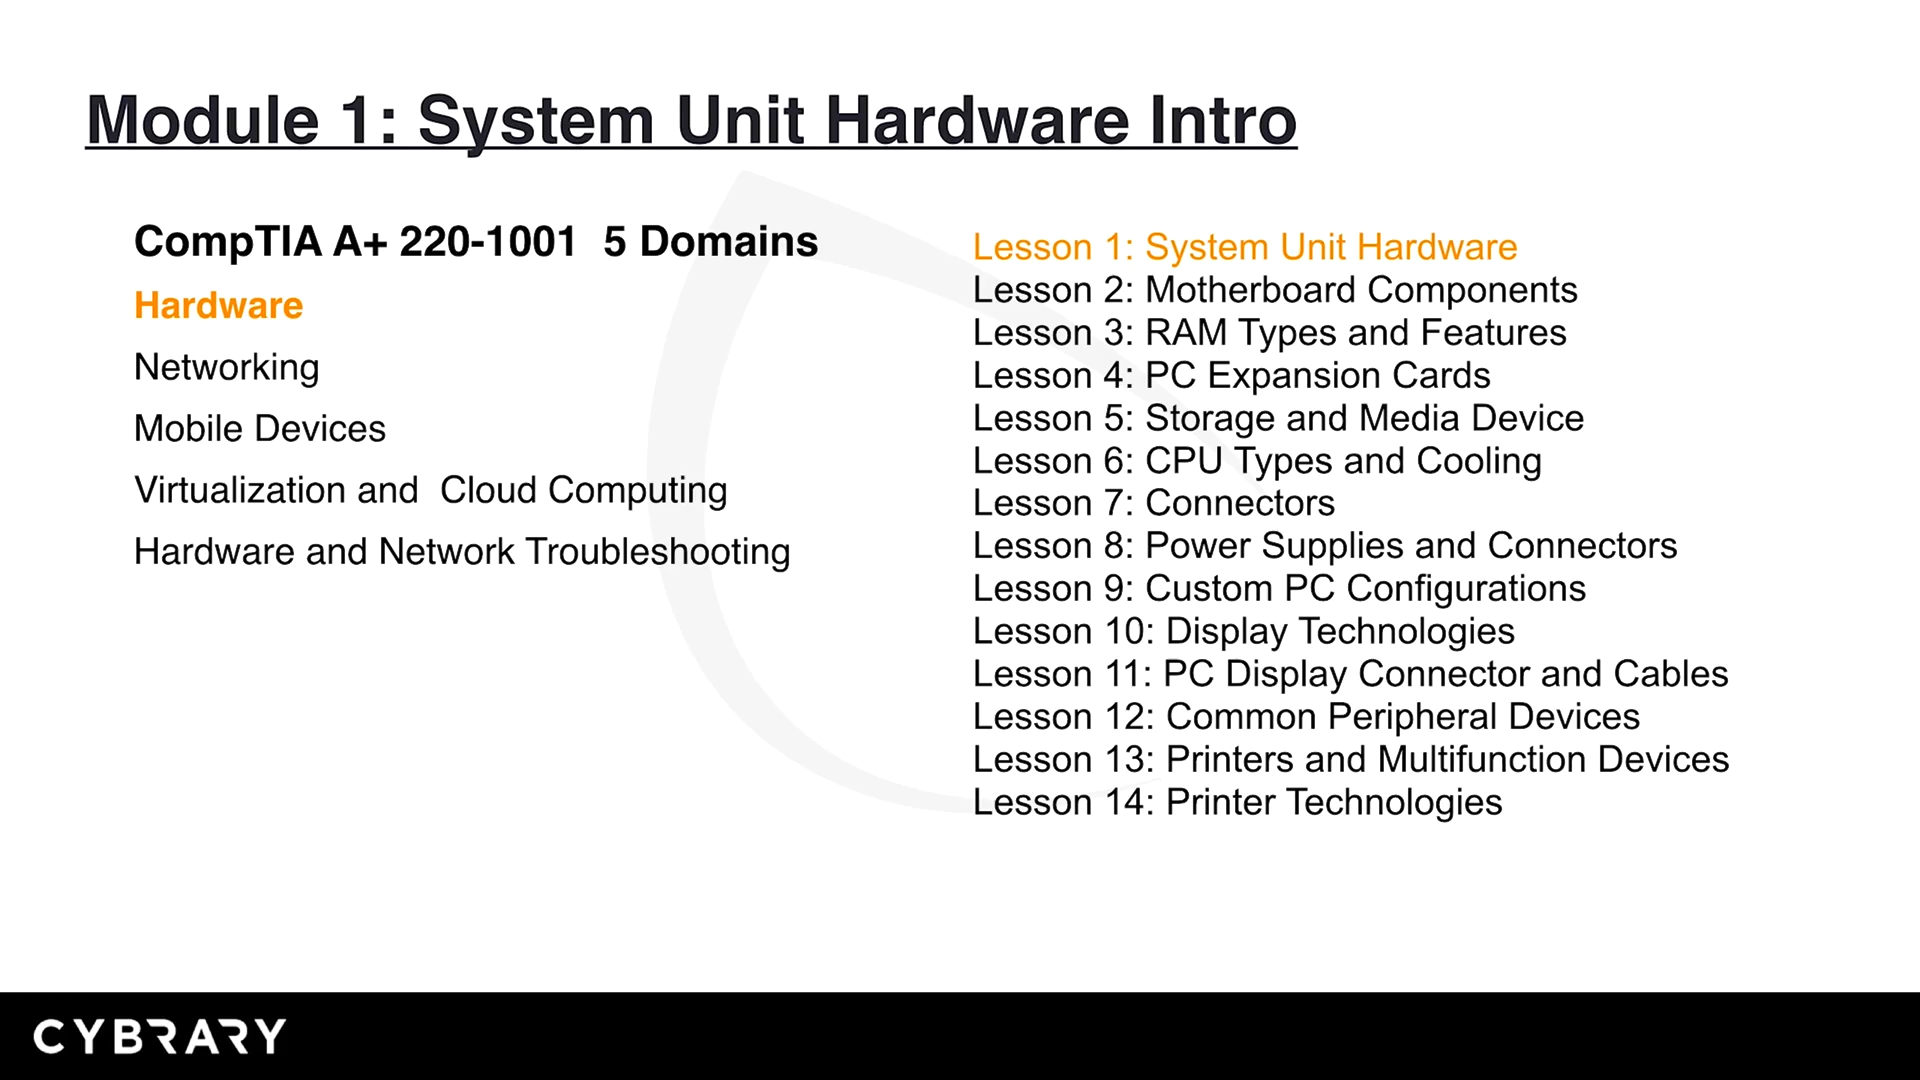 Module 1: System Unit Hardware Intro
CompTIA A+ 220-1001  5 Domains
Hardware
Networking
Mobile Devices
Virtualization and  Cloud Computing
Hardware and Network Troubleshooting
Lesson 1: System Unit Hardware
Lesson 2: Motherboard Components
Lesson 3: RAM Types and Features
Lesson 4: PC Expansion Cards
Lesson 5: Storage and Media Device
Lesson 6: CPU Types and Cooling
Lesson 7: Connectors
Lesson 8: Power Supplies and Connectors
Lesson 9: Custom PC Configurations
Lesson 10: Display Technologies
Lesson 11: PC Display Connector and Cables
Lesson 12: Common Peripheral Devices
Lesson 13: Printers and Multifunction Devices
Lesson 14: Printer Technologies
CYBRARY